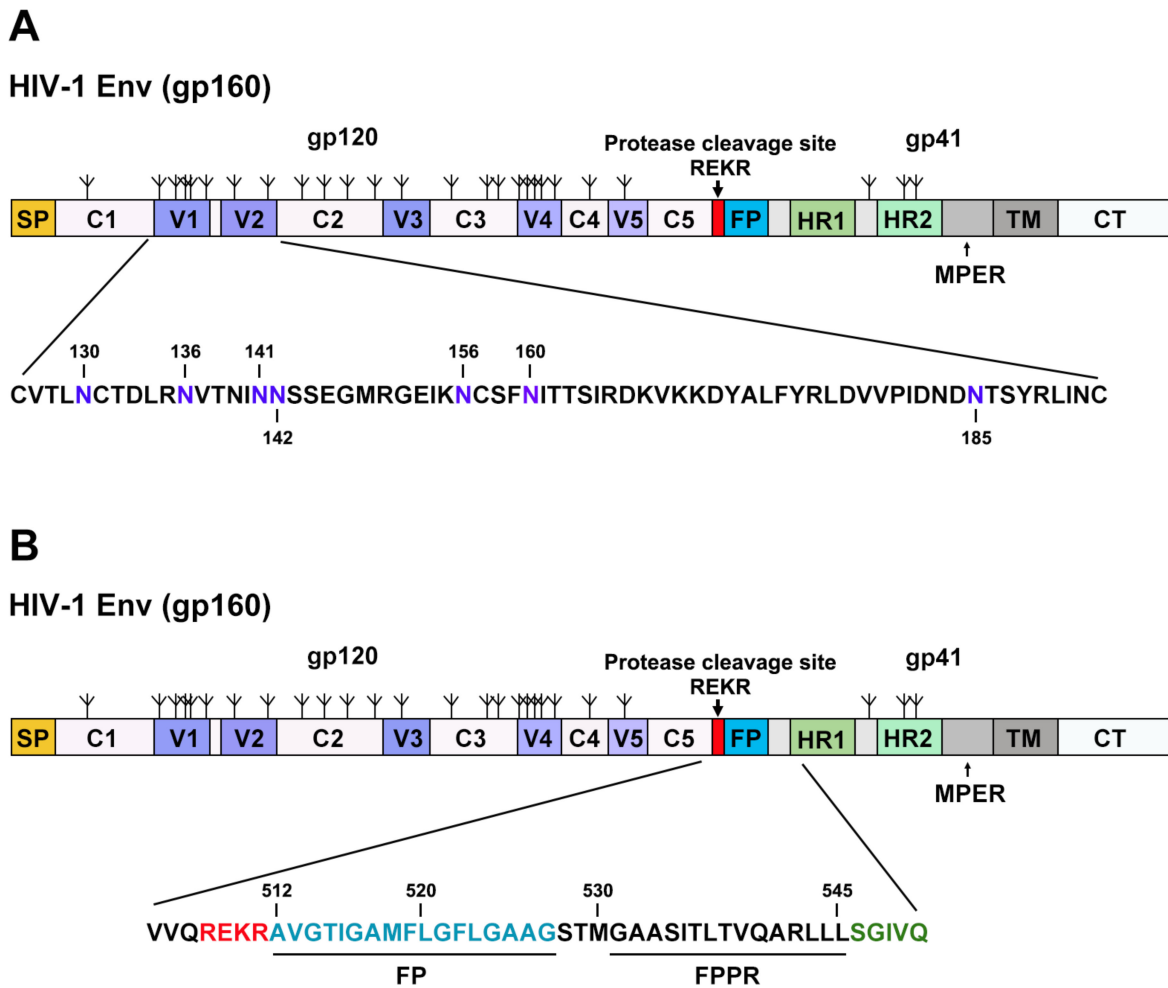 A
HIV-1 Env (gp160)
gp120
Protease cleavage site
REKR
gp41
SP C1 V1 V2 C2 V3 C3 V4 C4 V5 C5 FP HR1 HR2 TM CT
MPER
130 136 141 156 160
CVTLNCTDLRNVTNINNSSEGMRGEIKNCSFNITTSIRDKVKKDYALFYRLDVVPIDNDNTSYRLINC
142 185
B
HIV-1 Env (gp160)
gp120
Protease cleavage site
REKR
gp41
SP C1 V1 V2 C2 V3 C3 V4 C4 V5 C5 FP HR1 HR2 TM CT
MPER
512 520 530 545
VVQREKRAVGTIGAMFLGFLGAAGSTMGAASITLTVQARLLLSGIVQ
FP FPPR